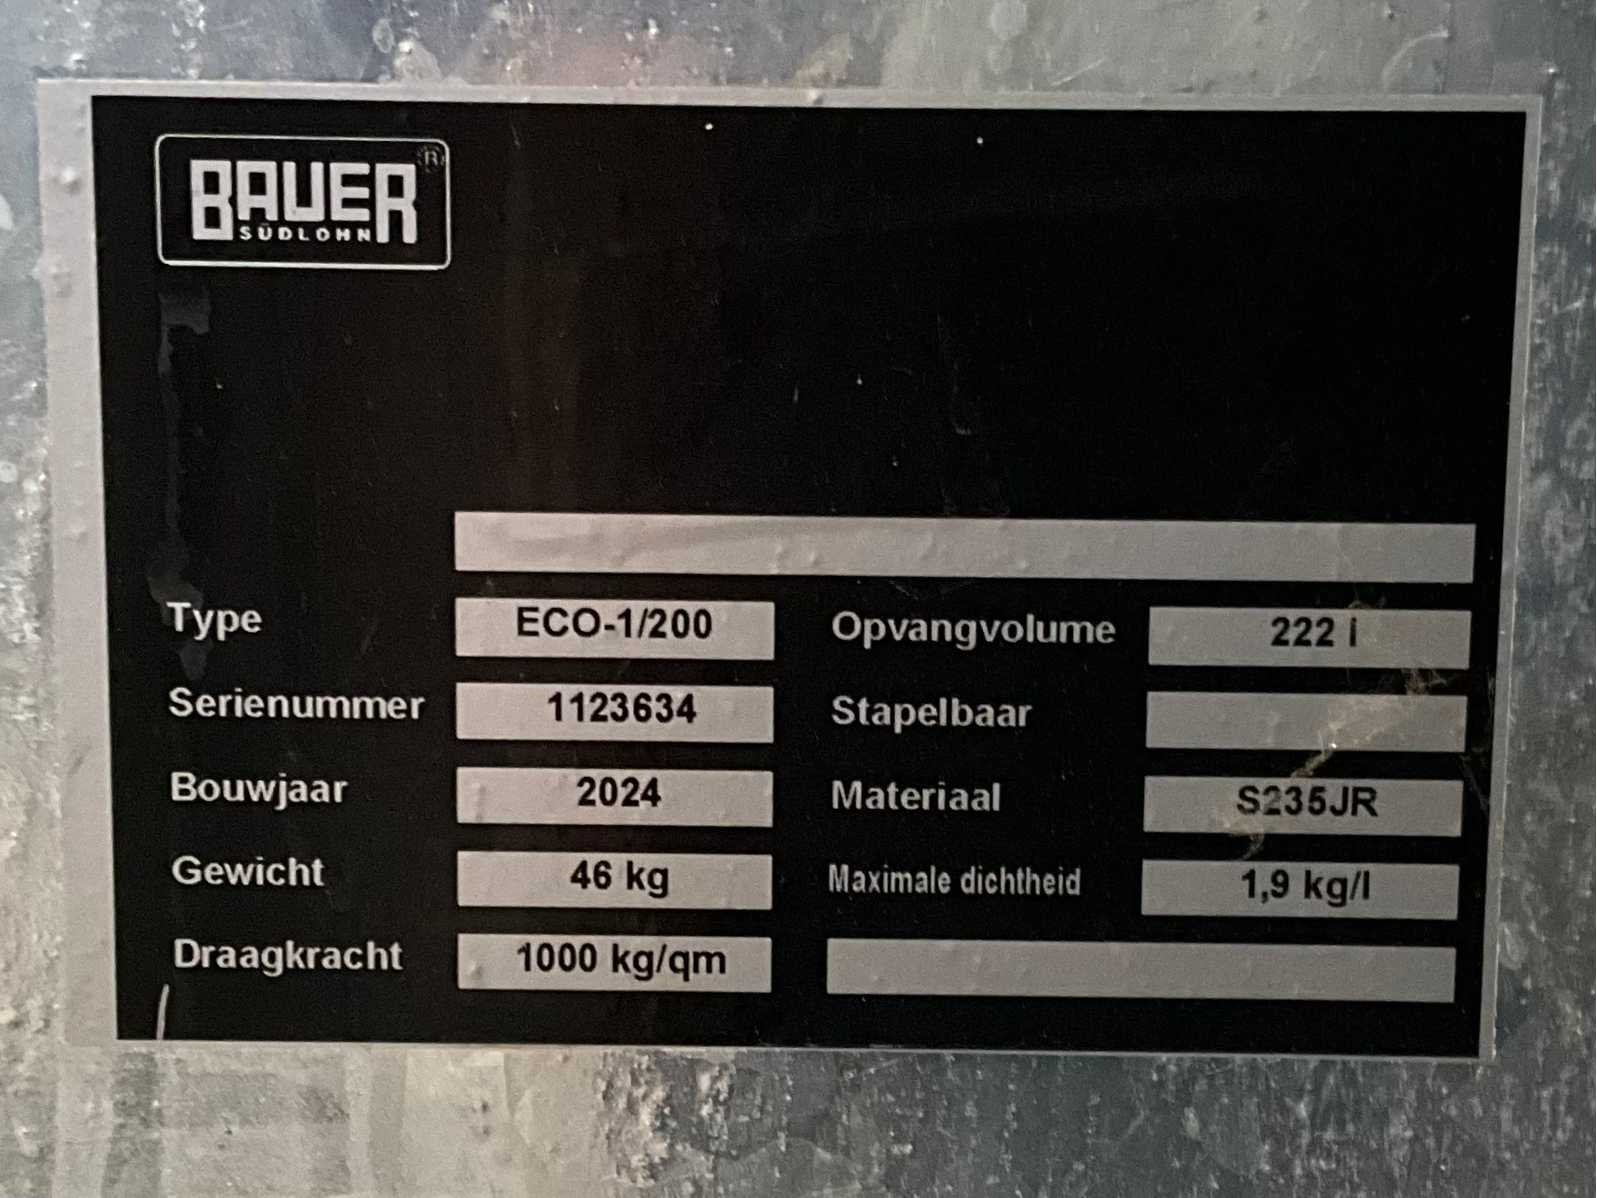 BAUER®
SÜDLOHN
Type ECO-1/200 Opvangvolume 222 l
Serienummer 1123634 Stapelbaar
Bouwjaar 2024 Materiaal S235JR
Gewicht 46 kg Maximale dichtheid 1,9 kg/l
Draagkracht 1000 kg/qm